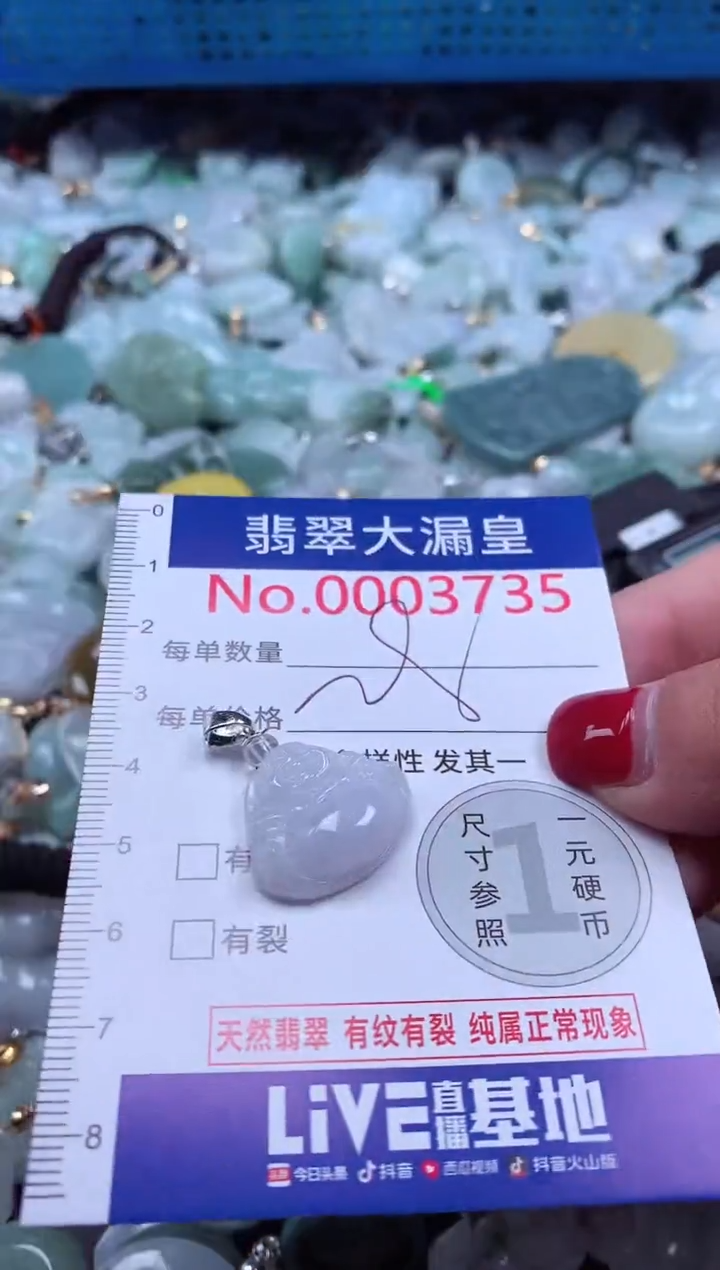 0
翡翠大漏皇
1
No.0003735
2
每单数量
3
每单价格
4
样性 发其一
5
有
6
有裂
尺寸参照
1
一元硬币
天然翡翠 有纹有裂 纯属正常现象
7
LiVE直播基地
8
今日头条 抖音 西瓜视频 抖音火山版